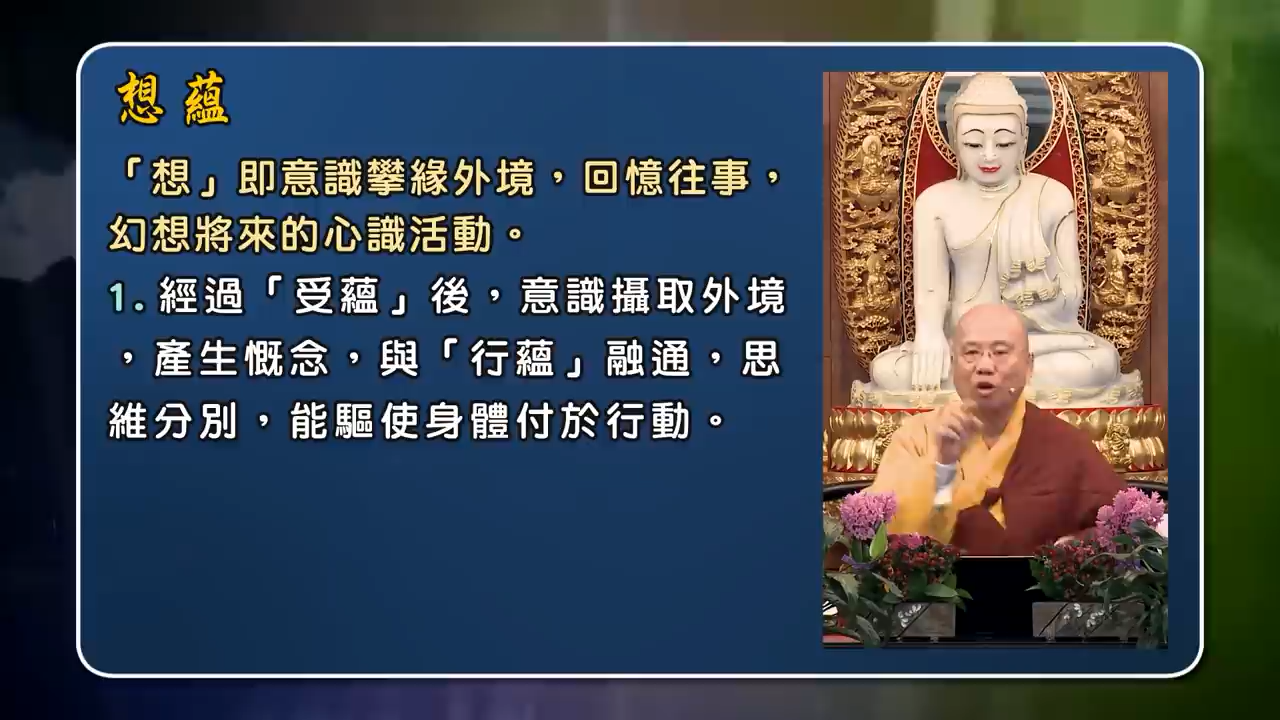 想蘊
「想」即意識攀緣外境，回憶往事，
幻想將來的心識活動。
1. 經過「受蘊」後，意識攝取外境
，產生慨念，與「行蘊」融通，思
維分別，能驅使身體付於行動。